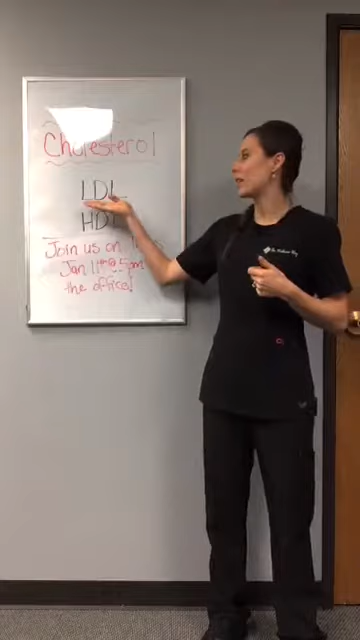 Cholesterol
LDL
HDL
Join us on
Jan 11th @ 5pm
the office!